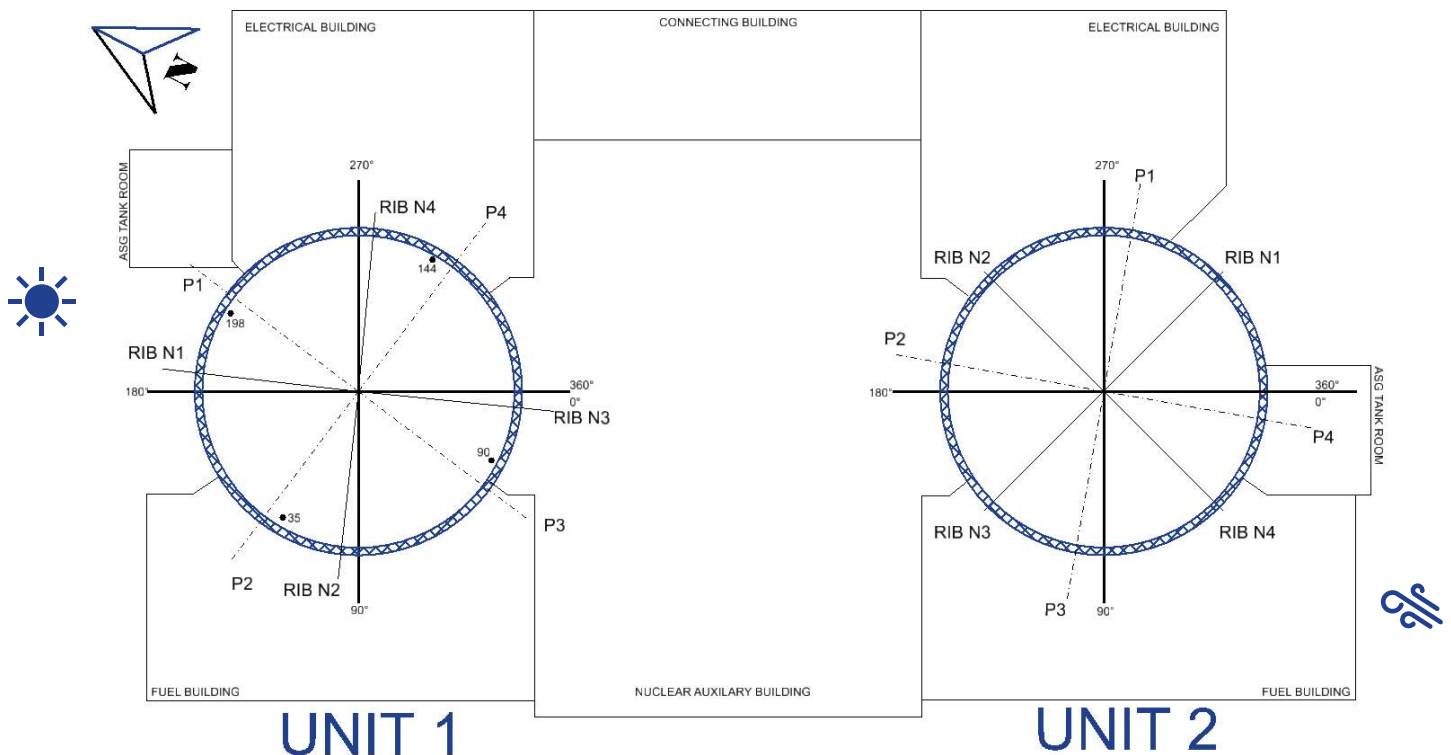 ELECTRICAL BUILDING
CONNECTING BUILDING
ELECTRICAL BUILDING
N
ASG TANK ROOM
270°
RIB N4
P4
144
P1
198
RIB N1
180°
360°
0°
RIB N3
90
35
P3
P2
RIB N2
90°
FUEL BUILDING
NUCLEAR AUXILARY BUILDING
UNIT 1
270°
P1
RIB N2
RIB N1
P2
180°
360°
0°
ASG TANK ROOM
P4
RIB N3
RIB N4
P3
90°
FUEL BUILDING
UNIT 2